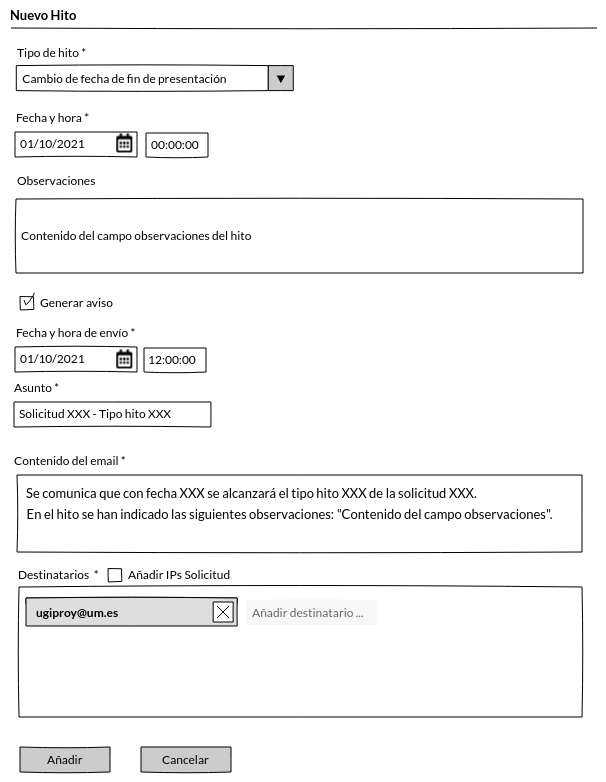 Nuevo Hito
Tipo de hito *
Cambio de fecha de fin de presentación
Fecha y hora *
01/10/2021 00:00:00
Observaciones
Contenido del campo observaciones del hito
Generar aviso
Fecha y hora de envío *
01/10/2021 12:00:00
Asunto *
Solicitud XXX - Tipo hito XXX
Contenido del email *
Se comunica que con fecha XXX se alcanzará el tipo hito XXX de la solicitud XXX.
En el hito se han indicado las siguientes observaciones: "Contenido del campo observaciones".
Destinatarios * Añadir IPs Solicitud
ugiproy@um.es Añadir destinatario ...
Añadir Cancelar